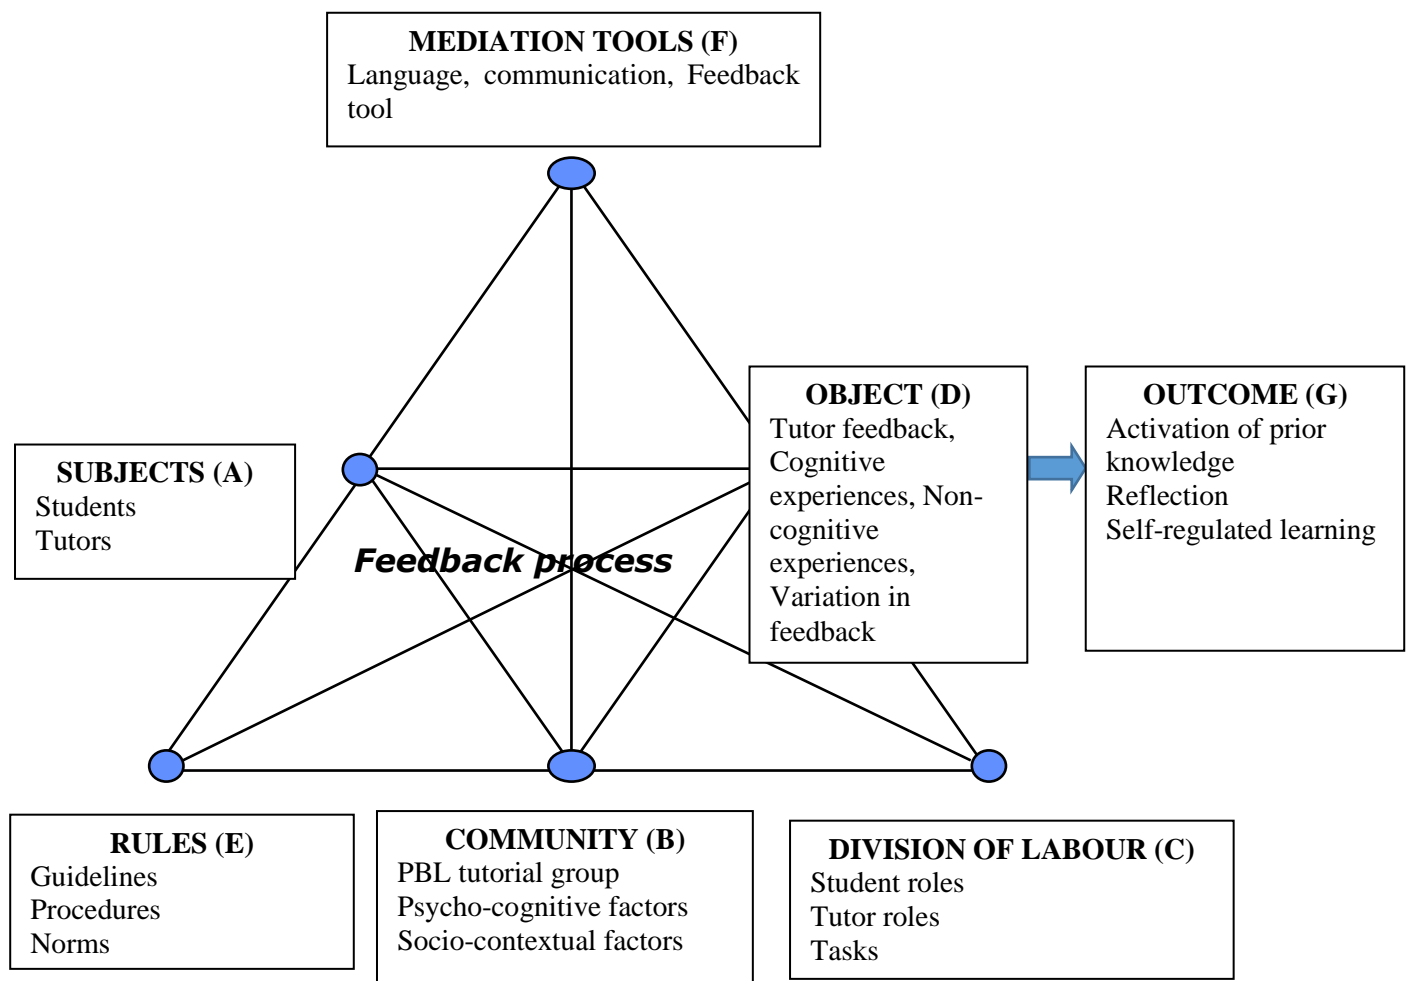 MEDIATION TOOLS (F)
Language, communication, Feedback
tool
OBJECT (D)
Tutor feedback,
Cognitive
experiences, Non-
cognitive
experiences,
Variation in
feedback
OUTCOME (G)
Activation of prior
knowledge
Reflection
Self-regulated learning
SUBJECTS (A)
Students
Tutors
Feedback process
RULES (E)
Guidelines
Procedures
Norms
COMMUNITY (B)
PBL tutorial group
Psycho-cognitive factors
Socio-contextual factors
DIVISION OF LABOUR (C)
Student roles
Tutor roles
Tasks